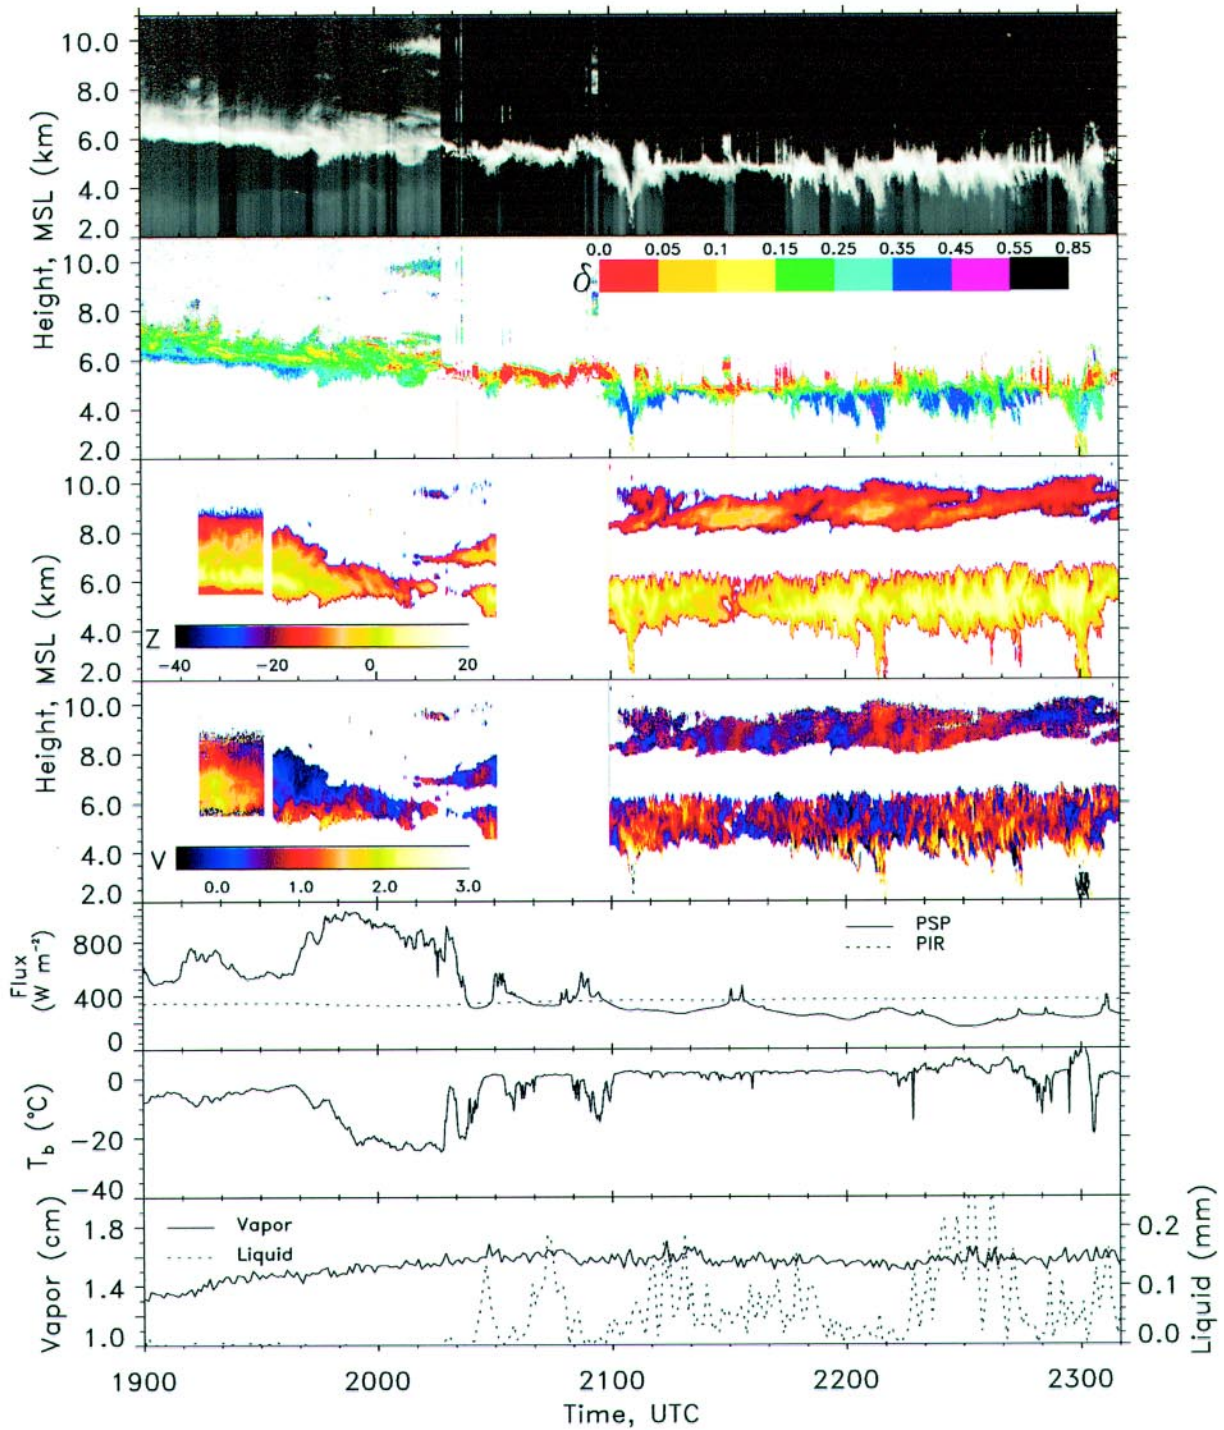 10.0
8.0
6.0
4.0
2.0
Height, MSL (km)
0.0 0.05 0.1 0.15 0.25 0.35 0.45 0.55 0.85
δ
10.0
8.0
6.0
4.0
2.0
10.0
8.0
6.0
4.0
2.0
Height, MSL (km)
Z
-40 -20 0 20
10.0
8.0
6.0
4.0
2.0
V
0.0 1.0 2.0 3.0
Flux
(W m⁻²)
800
400
0
PSP
PIR
T_b (°C)
0
-20
-40
Vapor (cm)
1.8
1.4
1.0
Vapor
Liquid
0.2
0.1
0.0
Liquid (mm)
1900 2000 2100 2200 2300
Time, UTC